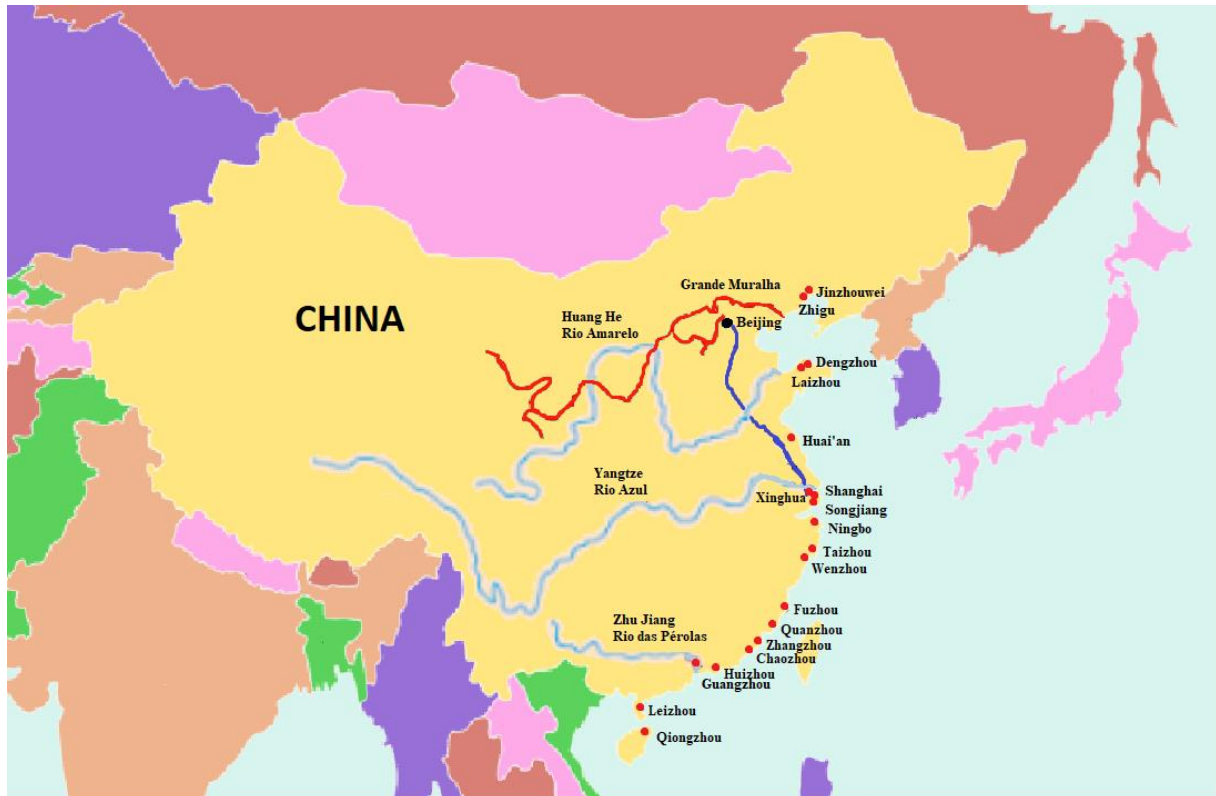 Grande Muralha
Jinzhouwei
Zhigu
CHINA
Huang He
Rio Amarelo
Beijing
Dengzhou
Laizhou
Huai'an
Yangtze
Rio Azul
Xinghua
Shanghai
Songjiang
Ningbo
Taizhou
Wenzhou
Fuzhou
Zhu Jiang
Rio das Pérolas
Quanzhou
Zhangzhou
Chaozhou
Huizhou
Guangzhou
Leizhou
Qiongzhou